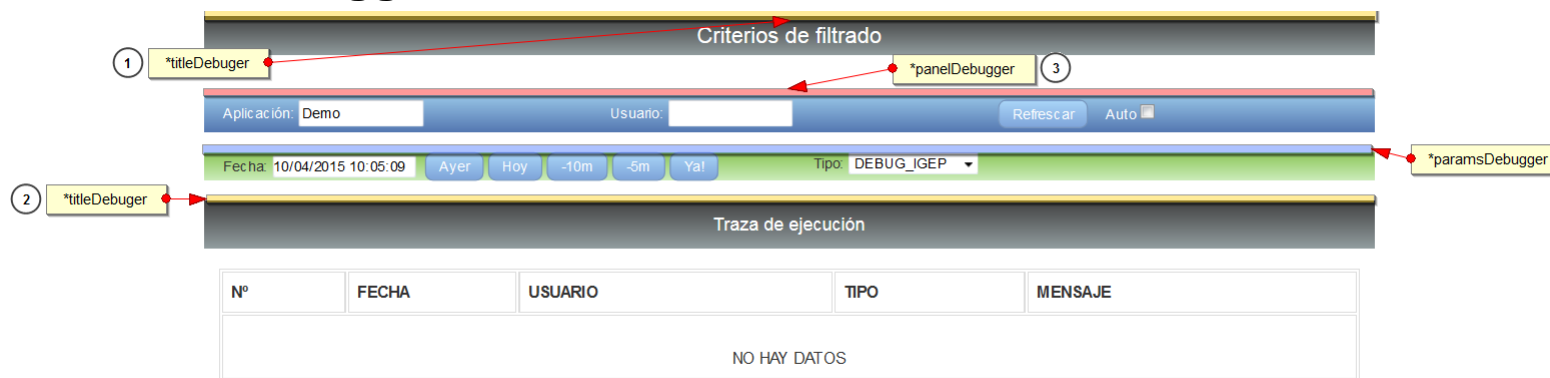 Criterios de filtrado
1 *titleDebuger
*panelDebugger 3
Aplicación: Demo Usuario: Refrescar Auto
Fecha: 10/04/2015 10:05:09 Ayer Hoy -10m -5m Ya! Tipo: DEBUG_IGEP
*paramsDebugger
2 *titleDebuger
Traza de ejecución
Nº FECHA USUARIO TIPO MENSAJE
NO HAY DATOS